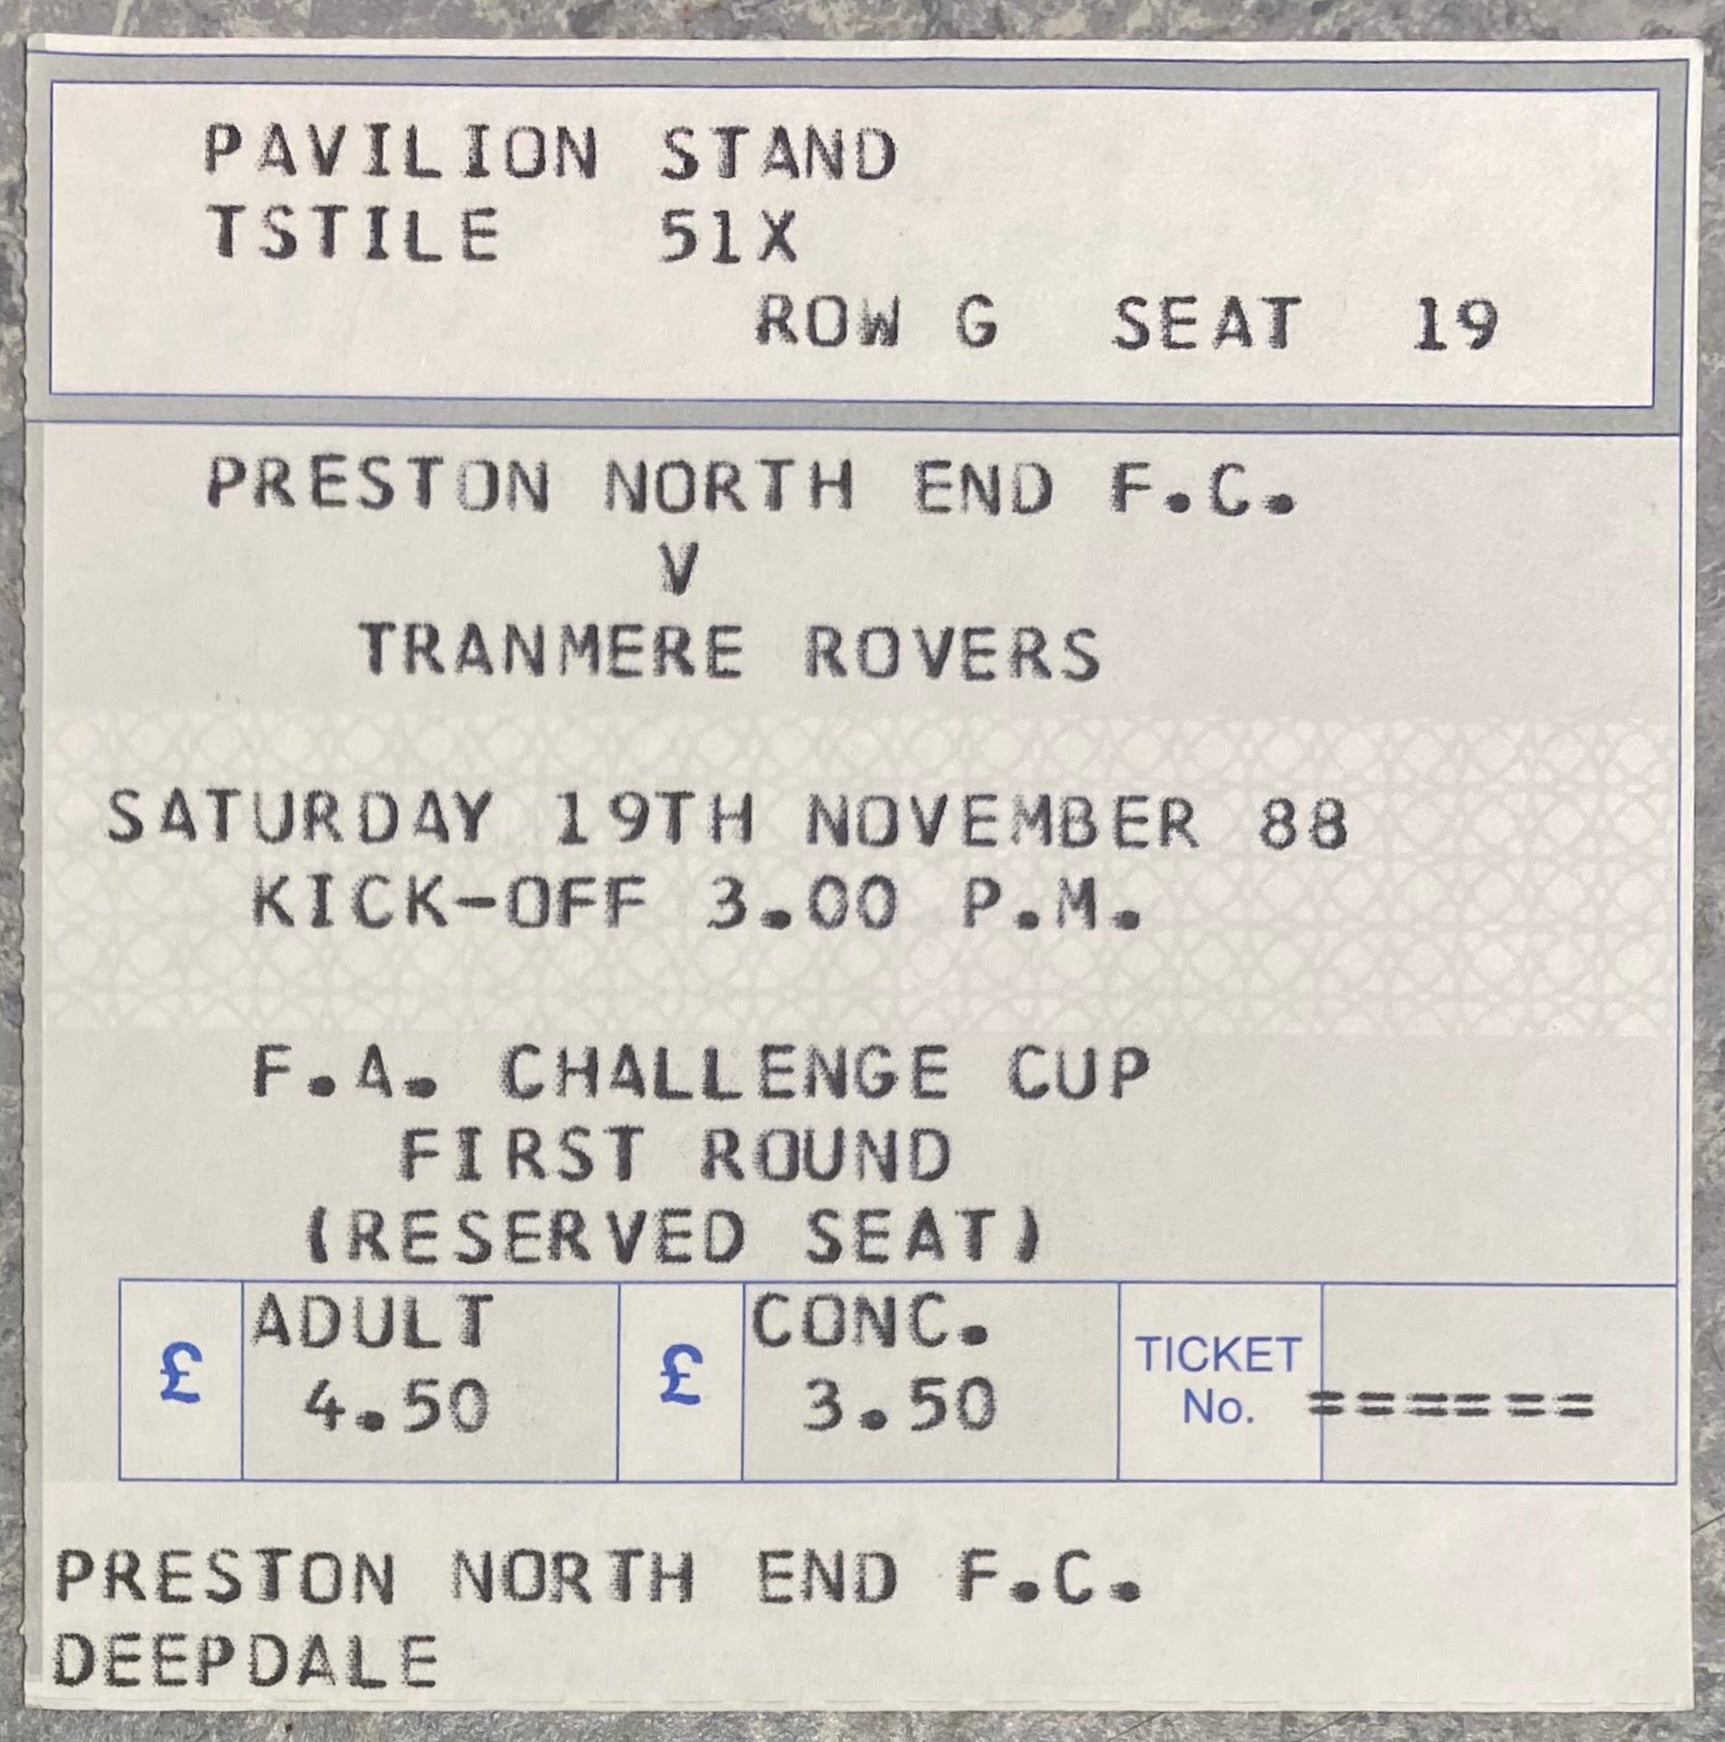 PAVILION STAND
TSTILE 51X
ROW G SEAT 19
PRESTON NORTH END F.C.
V
TRANMERE ROVERS
SATURDAY 19TH NOVEMBER 88
KICK-OFF 3.00 P.M.
F.A. CHALLENGE CUP
FIRST ROUND
(RESERVED SEAT)
£ ADULT 4.50
£ CONC. 3.50
TICKET No. ======
PRESTON NORTH END F.C.
DEEPDALE